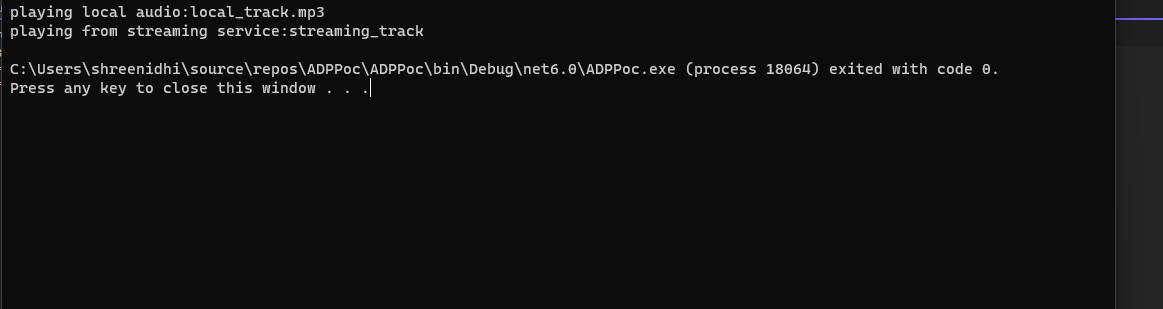 playing local audio:local_track.mp3
playing from streaming service:streaming_track
C:\Users\shreenidhi\source\repos\ADPPoc\ADPPoc\bin\Debug\net6.0\ADPPoc.exe (process 18064) exited with code 0.
Press any key to close this window . . .